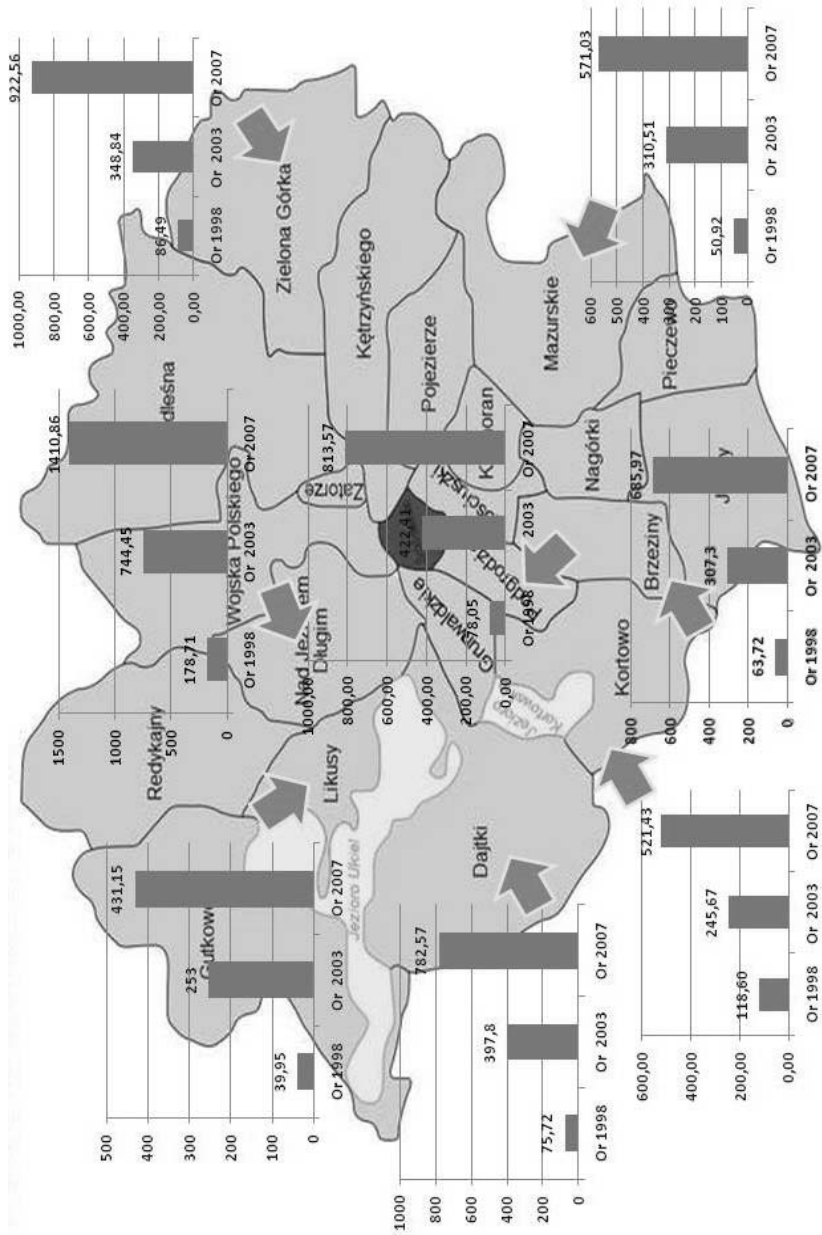 500
400
300
200
100
0
39,95
253
431,15
Or 1998
Or 2003
Or 2007
1500
1000
500
0
178,71
744,45
1410,86
Or 1998
Or 2003
Or 2007
1000,00
800,00
600,00
400,00
200,00
0,00
86,49
348,84
922,56
Or 1998
Or 2003
Or 2007
1000
800
600
400
200
0
75,72
397,8
782,57
Or 1998
Or 2003
Or 2007
1000,00
800,00
600,00
400,00
200,00
0,00
422,41
813,57
Or 1998
2003
Or 2007
600,00
400,00
200,00
0,00
118,60
245,67
521,43
Or 1998
Or 2003
Or 2007
800
600
400
200
0
63,72
307,3
685,97
Or 1998
Or 2003
Or 2007
600
500
400
300
200
100
0
50,92
310,51
571,03
Or 1998
Or 2003
Or 2007
Redykajny
Wojska Polskiego
Zielona Górka
Likusy
Długim
Zatorze
Kętrzyńskiego
Jezioro Ukiel
Pojezierze
Grunwaldzkie
Dajtki
Jezioro
Kortowo
Brzeziny
Nagórki
Mazurskie
Pieczewo